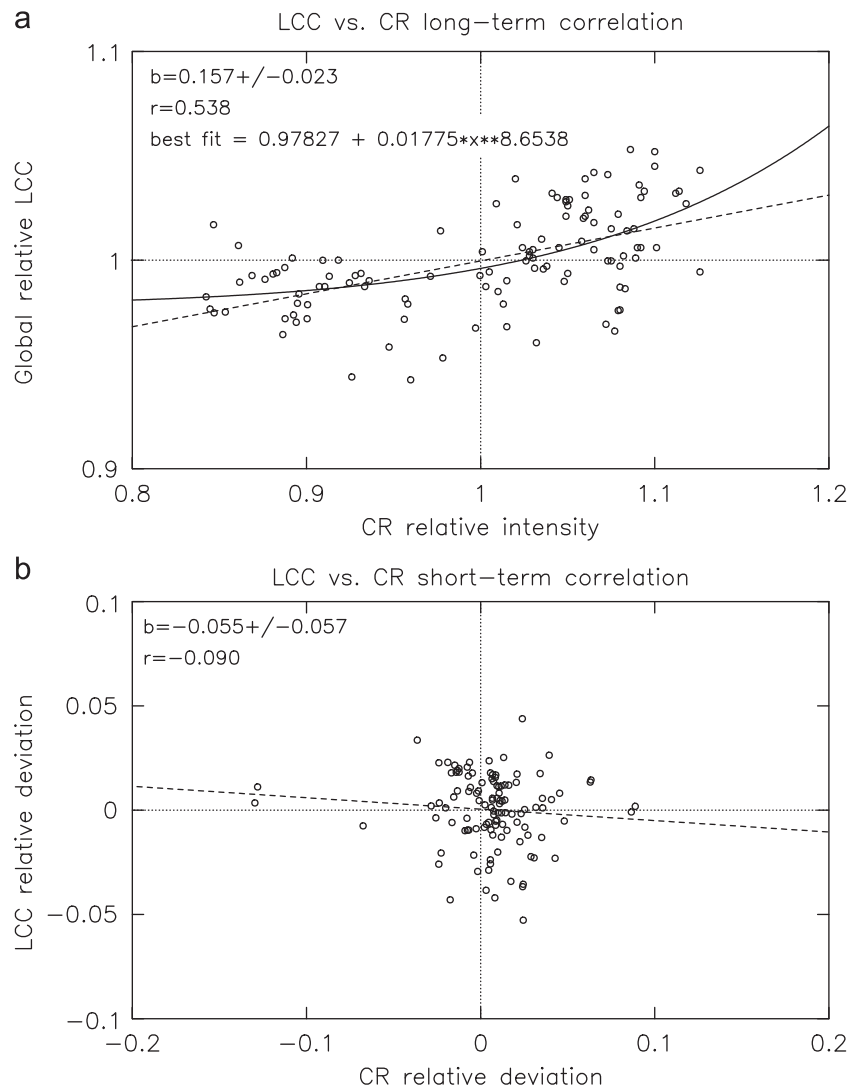 a
LCC vs. CR long−term correlation
1.1
b=0.157+/−0.023
r=0.538
best fit = 0.97827 + 0.01775*x**8.6538
Global relative LCC
1
0.9
0.8 0.9 1 1.1 1.2
CR relative intensity
b
LCC vs. CR short−term correlation
0.1
b=−0.055+/−0.057
r=−0.090
0.05
LCC relative deviation
0
−0.05
−0.1
−0.2 −0.1 0 0.1 0.2
CR relative deviation